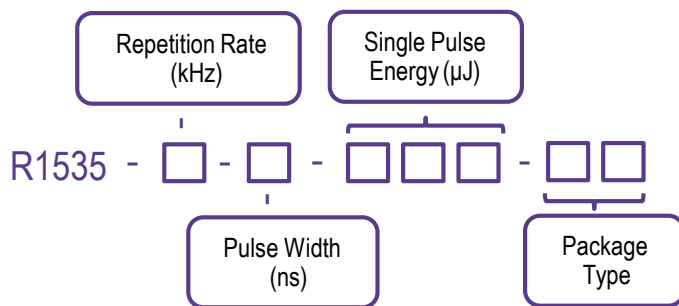 Repetition Rate
(kHz)
Single Pulse
Energy (µJ)
R1535 - □ - □ - □□□ - □□
Pulse Width
(ns)
Package
Type